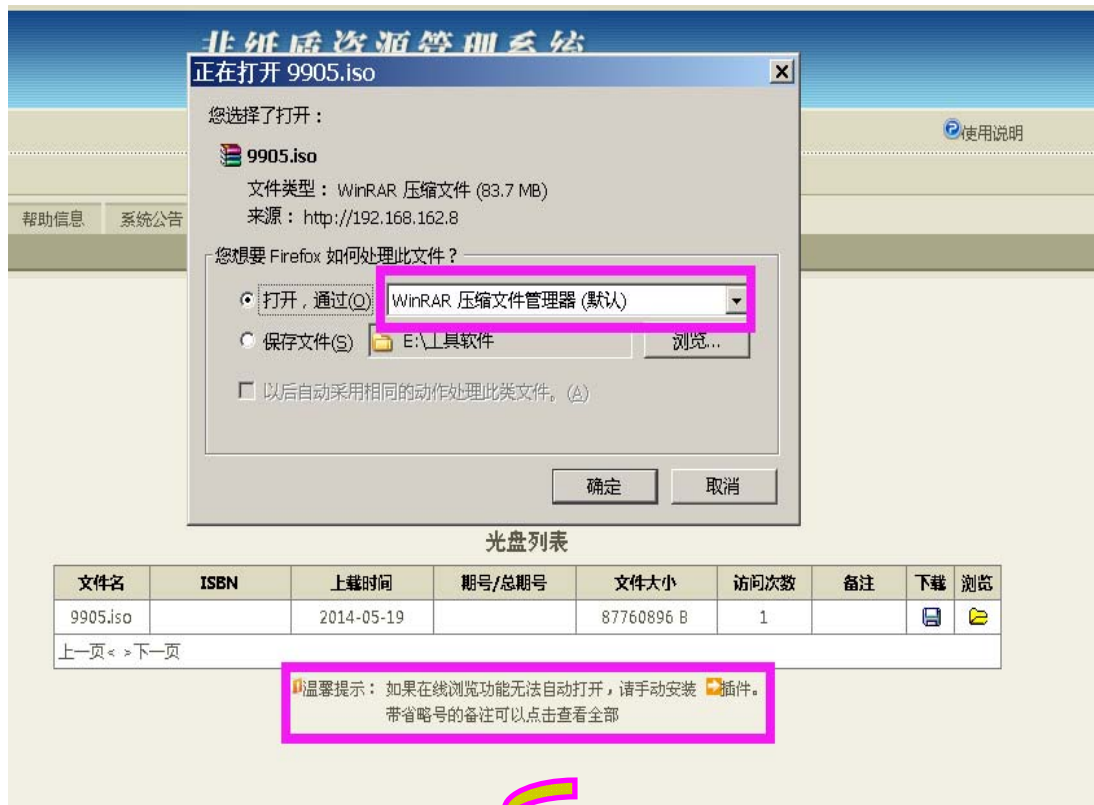 非纸质资源管理系统
正在打开 9905.iso
您选择了打开：
9905.iso
文件类型： WinRAR 压缩文件 (83.7 MB)
来源： http://192.168.162.8
使用说明
帮助信息 系统公告
您想要 Firefox 如何处理此文件？
打开，通过(O) WinRAR 压缩文件管理器 (默认)
保存文件(S) E:\工具软件 浏览...
以后自动采用相同的动作处理此类文件。(A)
确定 取消
光盘列表
文件名 ISBN 上载时间 期号/总期号 文件大小 访问次数 备注 下载 浏览
9905.iso 2014-05-19 87760896 B 1
上一页< >下一页
温馨提示： 如果在线浏览功能无法自动打开，请手动安装 插件。
带省略号的备注可以点击查看全部